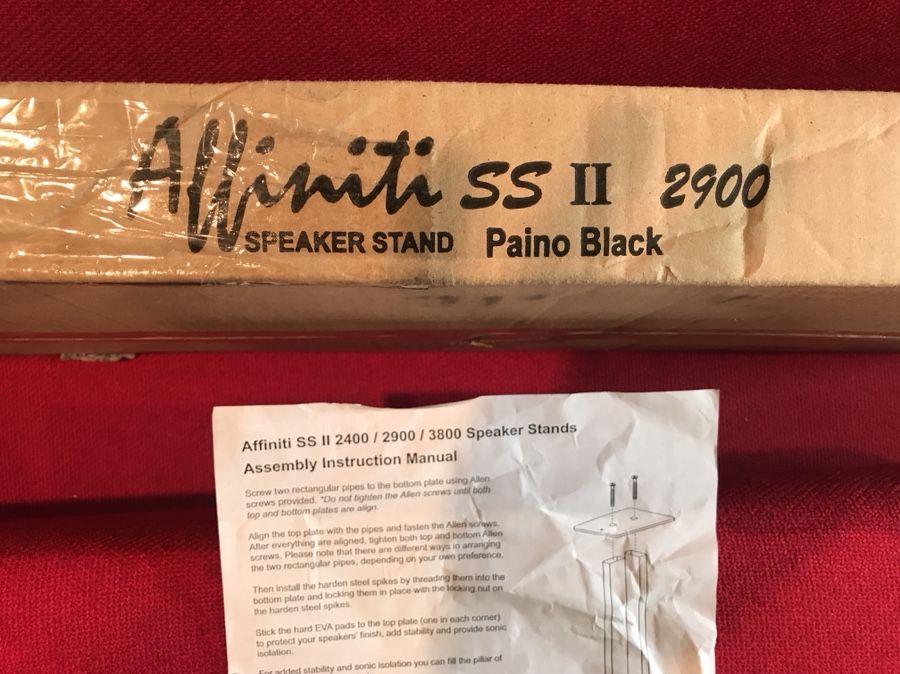 Affiniti SS II 2900
SPEAKER STAND Paino Black
Affiniti SS II 2400 / 2900 / 3800 Speaker Stands
Assembly Instruction Manual
Screw two rectangular pipes to the bottom plate using Allen
screws provided. *Do not tighten the Allen screws until both
top and bottom plates are align.
Align the top plate with the pipes and fasten the Allen screws.
After everything are aligned, tighten both top and bottom Allen
screws. Please note that there are different ways in arranging
the two rectangular pipes, depending on your own preference.
Then install the harden steel spikes by threading them into the
bottom plate and locking them in place with the locking nut on
the harden steel spikes.
Stick the hard EVA pads to the top plate (one in each corner)
to protect your speakers' finish, add stability and provide sonic
isolation.
For added stability and sonic isolation you can fill the pillar of